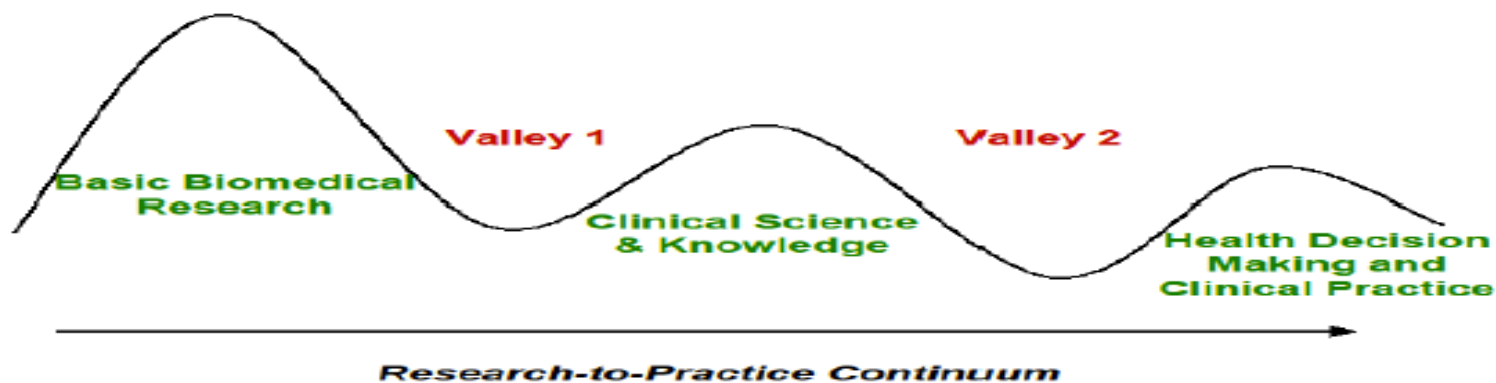 Valley 1
Valley 2
Basic Biomedical
Research
Clinical Science
& Knowledge
Health Decision
Making and
Clinical Practice
Research-to-Practice Continuum